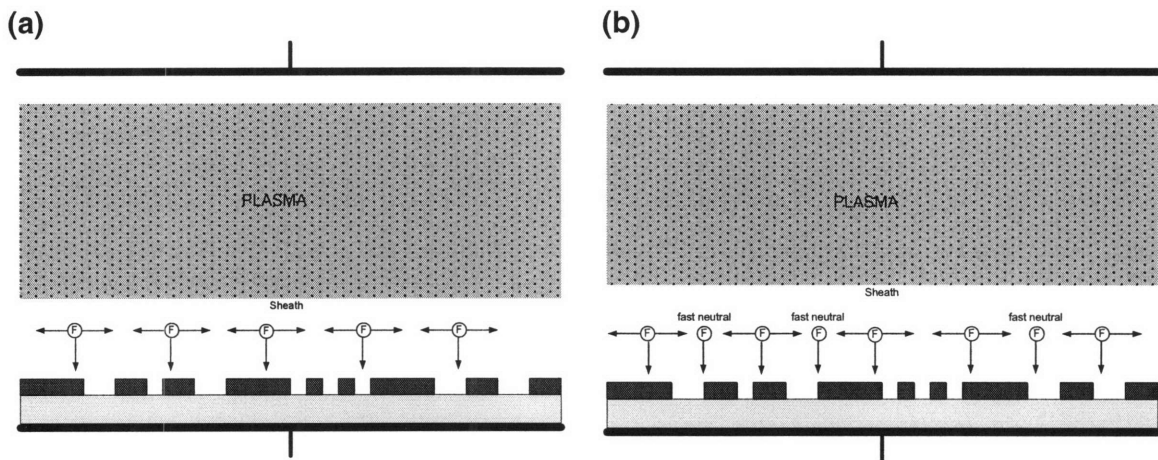 (a)
PLASMA
Sheath
F F F F F
(b)
PLASMA
Sheath
fast neutral fast neutral fast neutral
F F F F F F F F